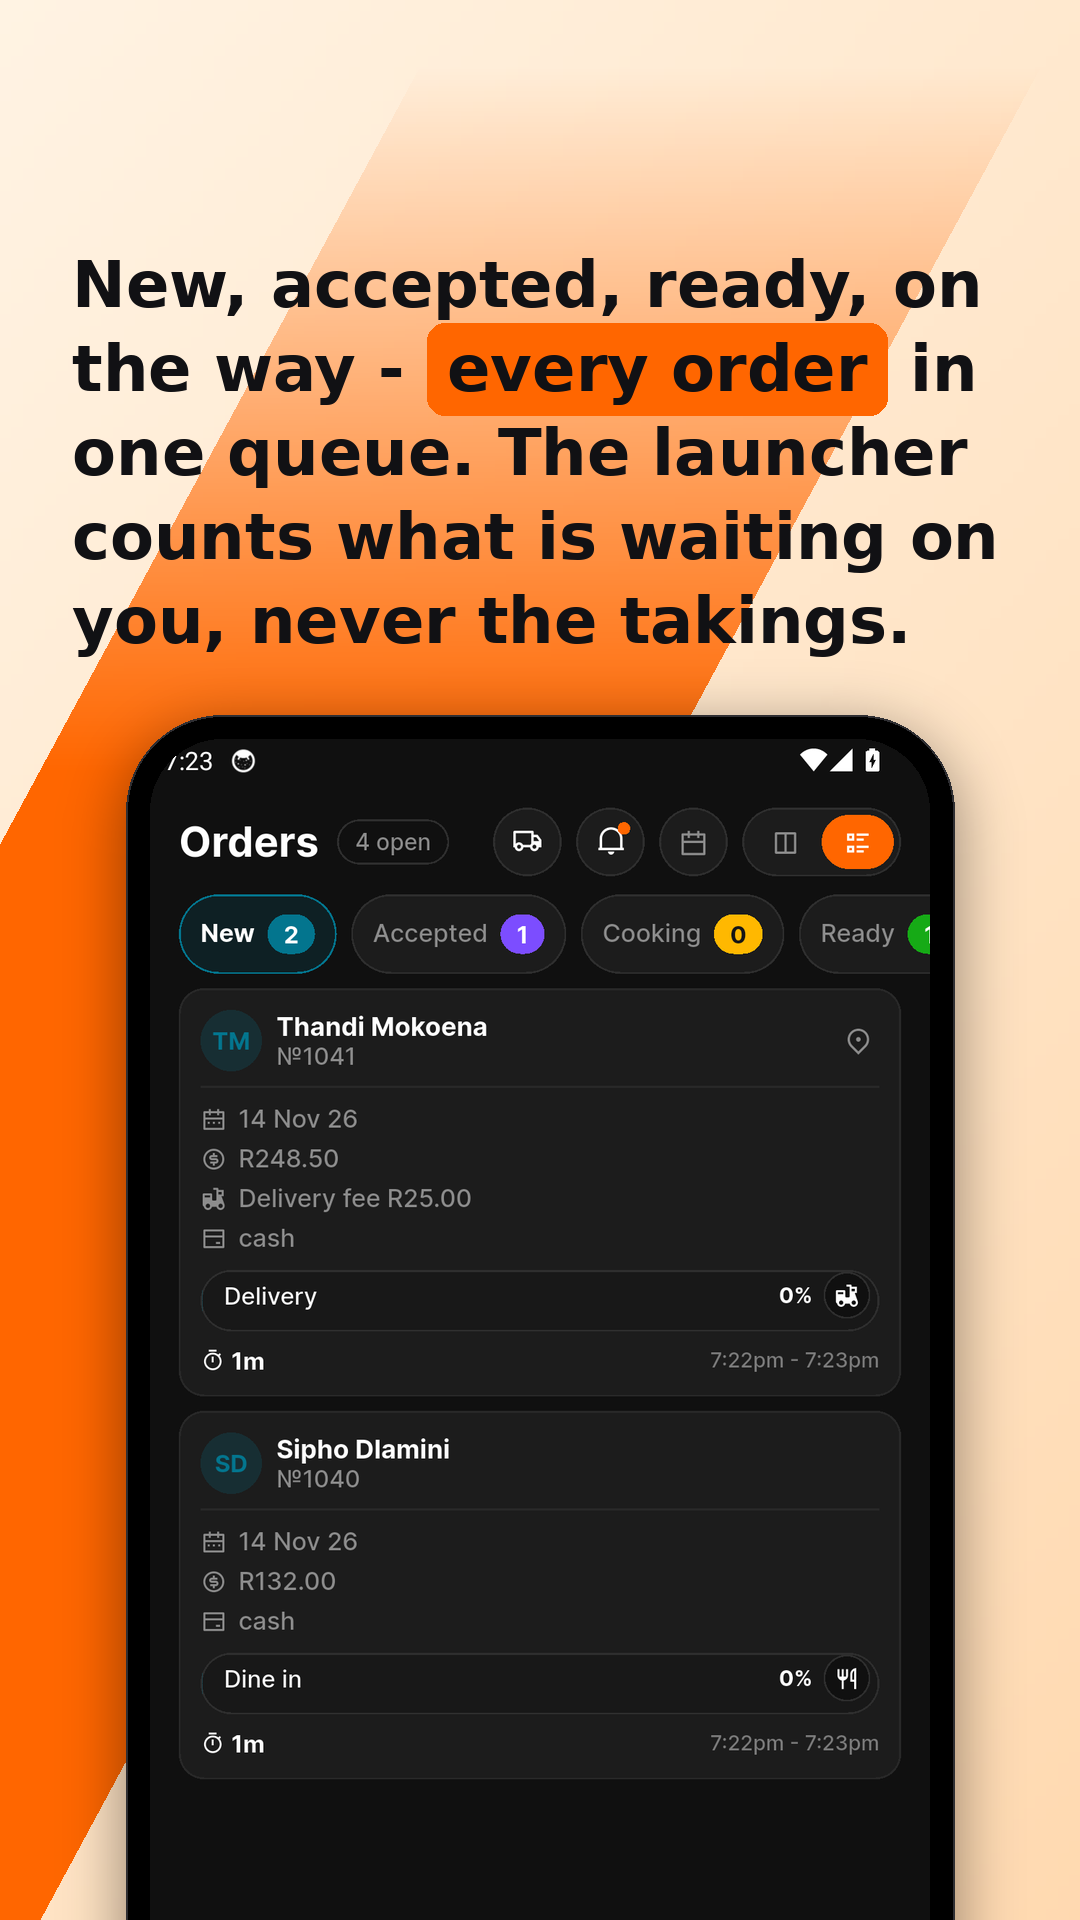 New, accepted, ready, on
the way - every order in
one queue. The launcher
counts what is waiting on
you, never the takings.
7:23
Orders
4 open
New 2
Accepted 1
Cooking 0
Ready 1
TM
Thandi Mokoena
№1041
14 Nov 26
R248.50
Delivery fee R25.00
cash
Delivery 0%
1m 7:22pm - 7:23pm
SD
Sipho Dlamini
№1040
14 Nov 26
R132.00
cash
Dine in 0%
1m 7:22pm - 7:23pm